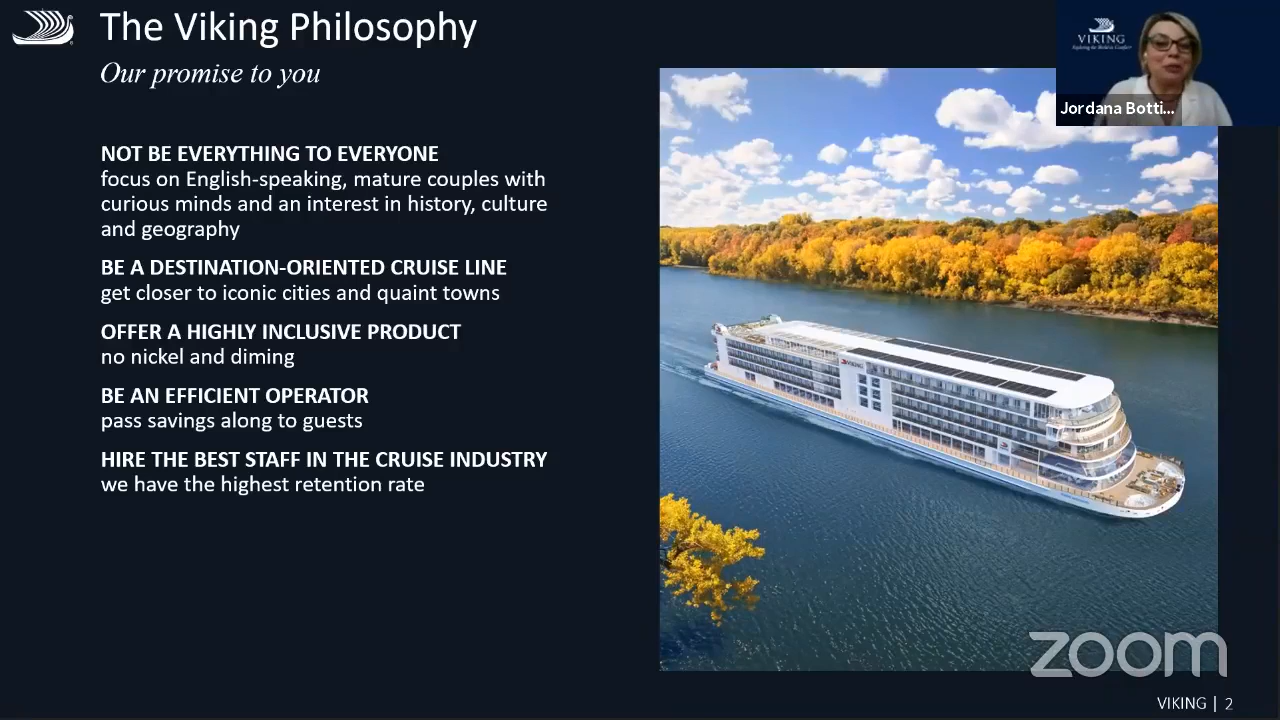 The Viking Philosophy
Our promise to you
NOT BE EVERYTHING TO EVERYONE
focus on English-speaking, mature couples with
curious minds and an interest in history, culture
and geography
BE A DESTINATION-ORIENTED CRUISE LINE
get closer to iconic cities and quaint towns
OFFER A HIGHLY INCLUSIVE PRODUCT
no nickel and diming
BE AN EFFICIENT OPERATOR
pass savings along to guests
HIRE THE BEST STAFF IN THE CRUISE INDUSTRY
we have the highest retention rate
VIKING
Jordana Botti...
VIKING
zoom
VIKING | 2